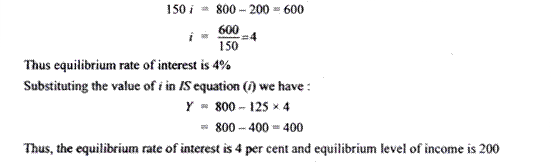 150 i = 800 – 200 = 600
i = 600/150 = 4
Thus equilibrium rate of interest is 4%
Substituting the value of i in IS equation (i) we have :
Y = 800 – 125 × 4
= 800 – 400 = 400
Thus, the equilibrium rate of interest is 4 per cent and equilibrium level of income is 200